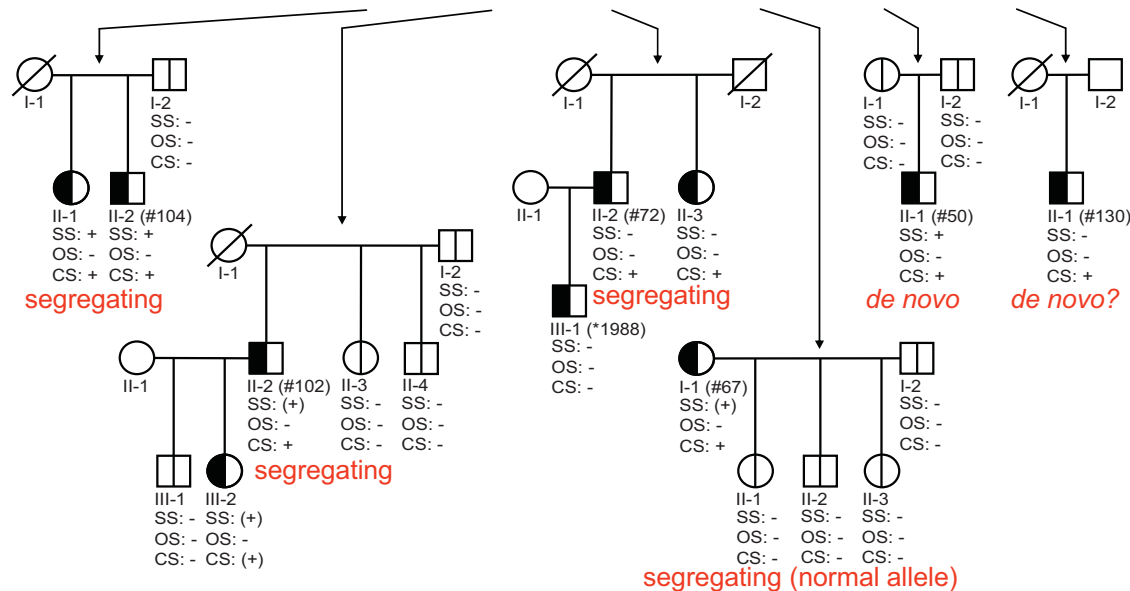 I-1
I-2
SS: -
OS: -
CS: -
II-1
SS: +
OS: -
CS: +
II-2 (#104)
SS: +
OS: -
CS: +
segregating
I-1
I-2
SS: -
OS: -
CS: -
II-1
II-2 (#102)
SS: (+)
OS: -
CS: +
II-3
SS: -
OS: -
CS: -
II-4
SS: -
OS: -
CS: -
segregating
III-1
SS: -
OS: -
CS: -
III-2
SS: (+)
OS: -
CS: (+)
I-1
I-2
II-1
II-2 (#72)
SS: -
OS: -
CS: +
II-3
SS: -
OS: -
CS: +
segregating
III-1 (*1988)
SS: -
OS: -
CS: -
I-1 (#67)
SS: (+)
OS: -
CS: +
I-2
SS: -
OS: -
CS: -
II-1
SS: -
OS: -
CS: -
II-2
SS: -
OS: -
CS: -
II-3
SS: -
OS: -
CS: -
segregating (normal allele)
I-1
SS: -
OS: -
CS: -
I-2
SS: -
OS: -
CS: -
II-1 (#50)
SS: +
OS: -
CS: +
de novo
I-1
I-2
II-1 (#130)
SS: -
OS: -
CS: +
de novo?